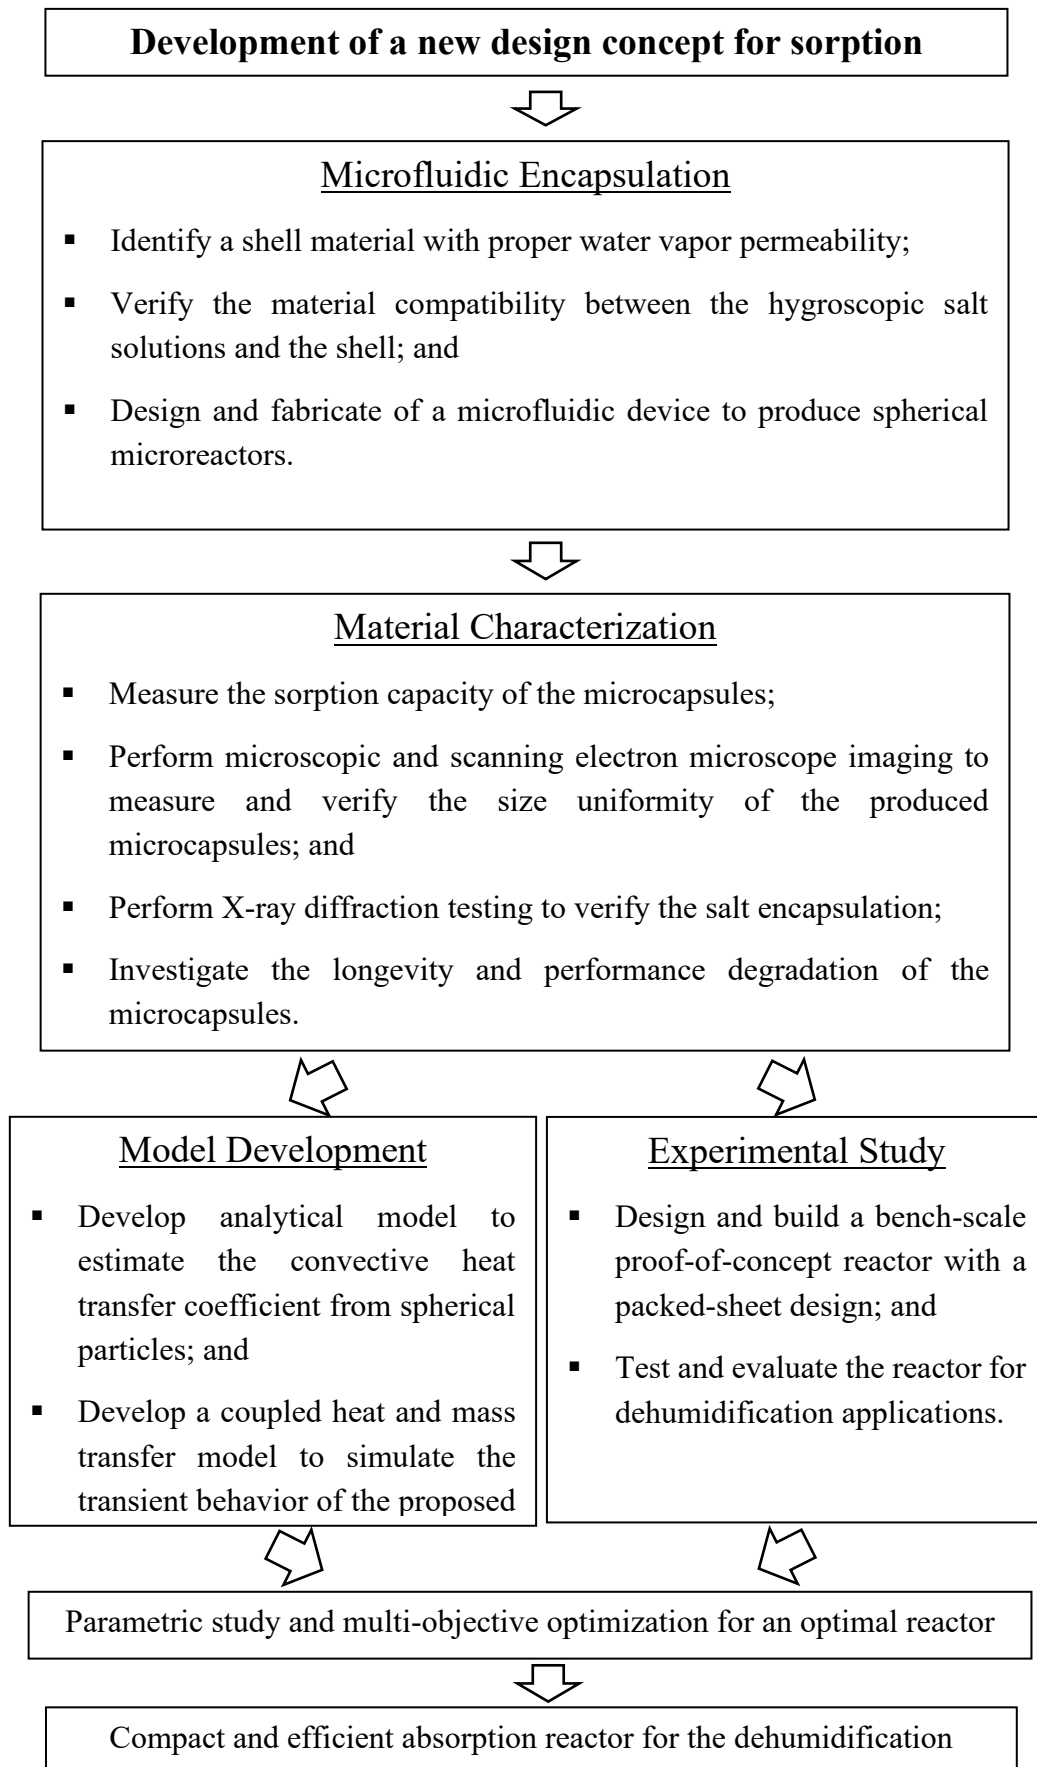 Development of a new design concept for sorption
Microfluidic Encapsulation
▪ Identify a shell material with proper water vapor permeability;
▪ Verify the material compatibility between the hygroscopic salt
solutions and the shell; and
▪ Design and fabricate of a microfluidic device to produce spherical
microreactors.
Material Characterization
▪ Measure the sorption capacity of the microcapsules;
▪ Perform microscopic and scanning electron microscope imaging to
measure and verify the size uniformity of the produced
microcapsules; and
▪ Perform X-ray diffraction testing to verify the salt encapsulation;
▪ Investigate the longevity and performance degradation of the
microcapsules.
Model Development
▪ Develop analytical model to
estimate the convective heat
transfer coefficient from spherical
particles; and
▪ Develop a coupled heat and mass
transfer model to simulate the
transient behavior of the proposed
Experimental Study
▪ Design and build a bench-scale
proof-of-concept reactor with a
packed-sheet design; and
▪ Test and evaluate the reactor for
dehumidification applications.
Parametric study and multi-objective optimization for an optimal reactor
Compact and efficient absorption reactor for the dehumidification